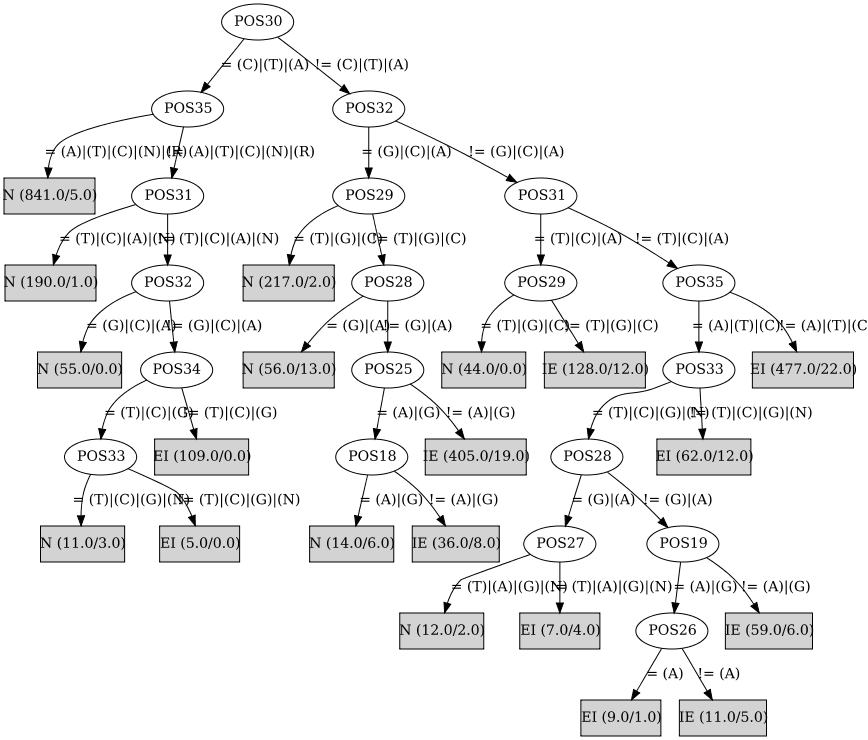 POS30
= (C)|(T)|(A)
!= (C)|(T)|(A)
POS35
POS32
= (A)|(T)|(C)|(N)|(R)
!= (A)|(T)|(C)|(N)|(R)
= (G)|(C)|(A)
!= (G)|(C)|(A)
N (841.0/5.0)
POS31
POS29
POS31
= (T)|(C)|(A)|(N)
!= (T)|(C)|(A)|(N)
= (T)|(G)|(C)
!= (T)|(G)|(C)
= (T)|(C)|(A)
!= (T)|(C)|(A)
N (190.0/1.0)
POS32
N (217.0/2.0)
POS28
POS29
POS35
= (G)|(C)|(A)
!= (G)|(C)|(A)
= (G)|(A)
!= (G)|(A)
= (T)|(G)|(C)
!= (T)|(G)|(C)
= (A)|(T)|(C)
!= (A)|(T)|(C
N (55.0/0.0)
POS34
N (56.0/13.0)
POS25
N (44.0/0.0)
IE (128.0/12.0)
POS33
EI (477.0/22.0)
= (T)|(C)|(G)
!= (T)|(C)|(G)
= (A)|(G)
!= (A)|(G)
= (T)|(C)|(G)|(N)
!= (T)|(C)|(G)|(N)
POS33
EI (109.0/0.0)
POS18
IE (405.0/19.0)
POS28
EI (62.0/12.0)
= (T)|(C)|(G)|(N)
!= (T)|(C)|(G)|(N)
= (A)|(G)
!= (A)|(G)
= (G)|(A)
!= (G)|(A)
N (11.0/3.0)
EI (5.0/0.0)
N (14.0/6.0)
IE (36.0/8.0)
POS27
POS19
= (T)|(A)|(G)|(N)
!= (T)|(A)|(G)|(N)
= (A)|(G)
!= (A)|(G)
N (12.0/2.0)
EI (7.0/4.0)
POS26
IE (59.0/6.0)
= (A)
!= (A)
EI (9.0/1.0)
IE (11.0/5.0)